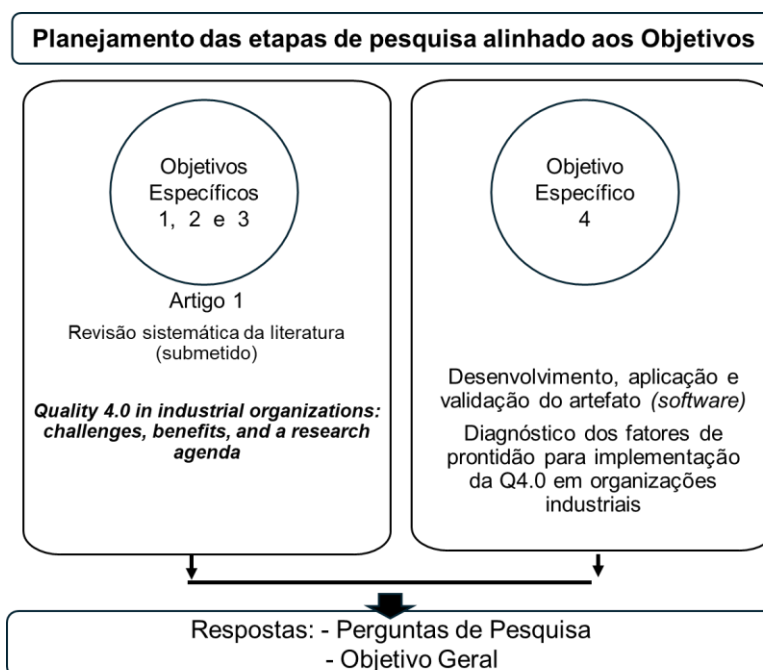 Planejamento das etapas de pesquisa alinhado aos Objetivos
Objetivos
Específicos
1, 2 e 3
Artigo 1
Revisão sistemática da literatura
(submetido)
Quality 4.0 in industrial organizations:
challenges, benefits, and a research
agenda
Objetivo
Específico
4
Desenvolvimento, aplicação e
validação do artefato (software)
Diagnóstico dos fatores de
prontidão para implementação
da Q4.0 em organizações
industriais
Respostas: - Perguntas de Pesquisa
- Objetivo Geral